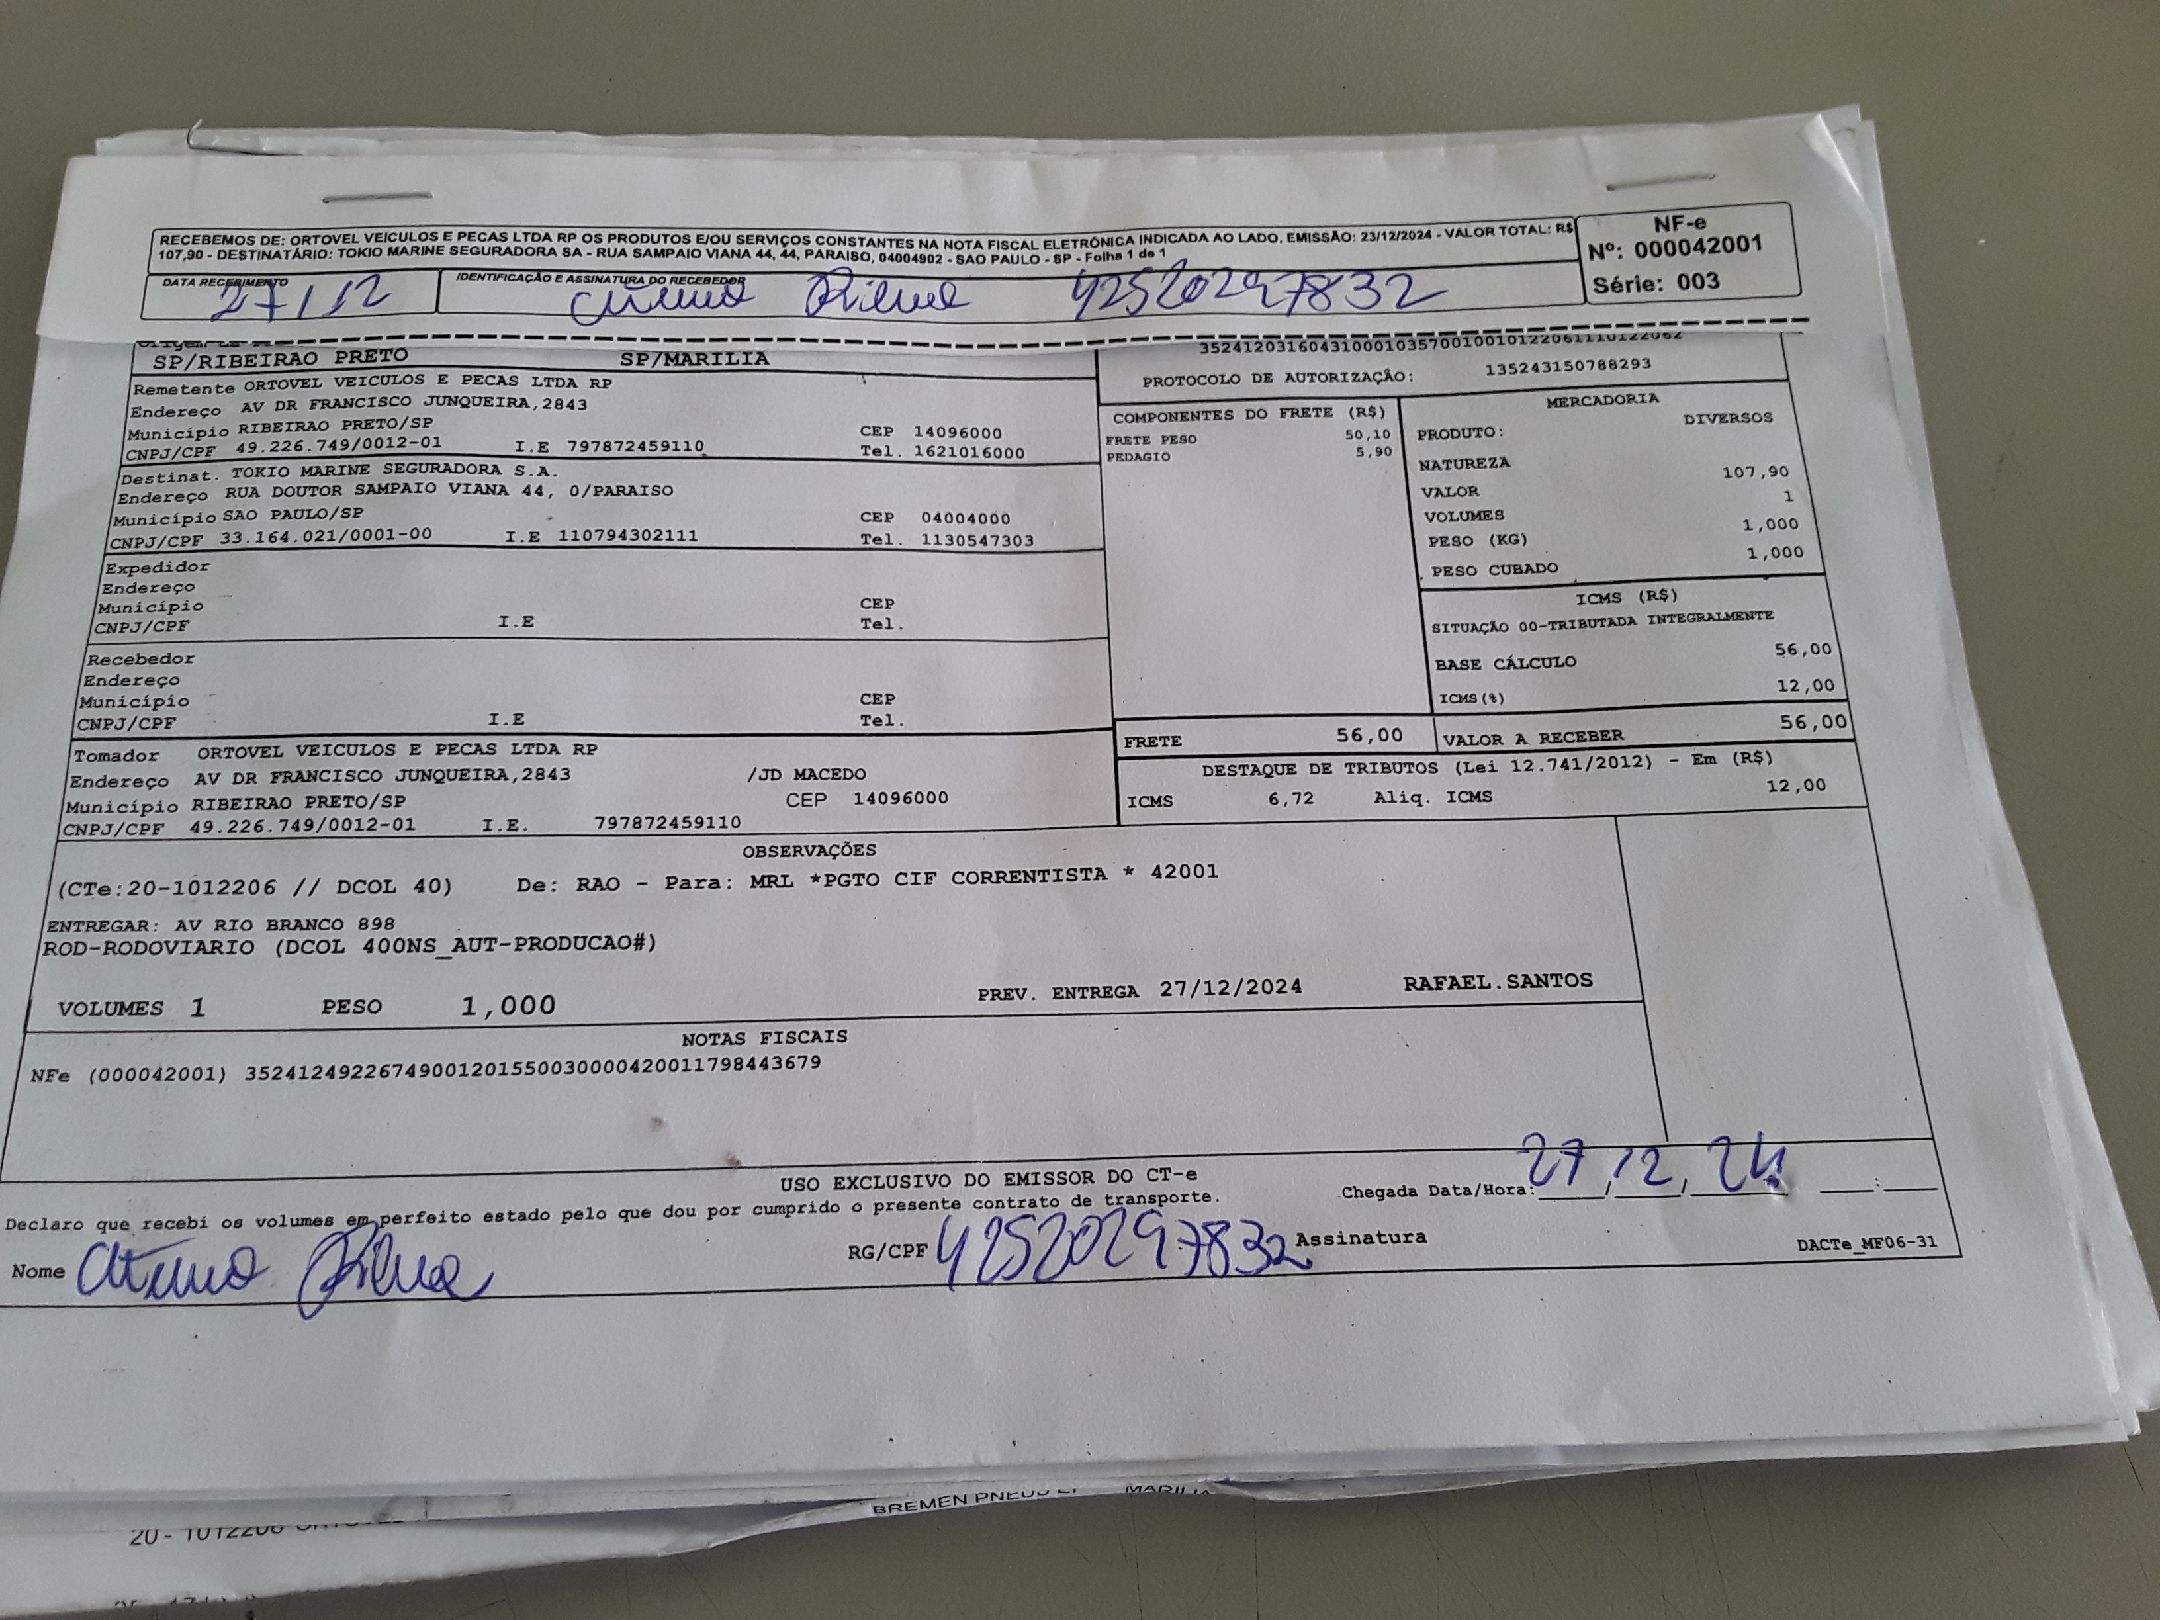 RECEBEMOS DE: ORTOVEL VEICULOS E PECAS LTDA RP OS PRODUTOS E/OU SERVIÇOS CONSTANTES NA NOTA FISCAL ELETRÔNICA INDICADA AO LADO. EMISSÃO: 23/12/2024 - VALOR TOTAL: R$
107,90 - DESTINATÁRIO: TOKIO MARINE SEGURADORA SA - RUA SAMPAIO VIANA 44, 44, PARAISO, 04004902 - SAO PAULO - SP - Folha 1 de 1
NF-e
Nº: 000042001
Série: 003
DATA RECEBIMENTO
27/12
IDENTIFICAÇÃO E ASSINATURA DO RECEBEDOR
42520297832
SP/RIBEIRAO PRETO SP/MARILIA
PROTOCOLO DE AUTORIZAÇÃO: 135243150788293
Remetente ORTOVEL VEICULOS E PECAS LTDA RP
Endereço AV DR FRANCISCO JUNQUEIRA,2843
Município RIBEIRAO PRETO/SP CEP 14096000
CNPJ/CPF 49.226.749/0012-01 I.E 797872459110 Tel. 1621016000
Destinat. TOKIO MARINE SEGURADORA S.A.
Endereço RUA DOUTOR SAMPAIO VIANA 44, 0/PARAISO
Município SAO PAULO/SP CEP 04004000
CNPJ/CPF 33.164.021/0001-00 I.E 110794302111 Tel. 1130547303
Expedidor
Endereço
Município CEP
CNPJ/CPF I.E Tel.
Recebedor
Endereço
Município CEP
CNPJ/CPF I.E Tel.
Tomador ORTOVEL VEICULOS E PECAS LTDA RP
Endereço AV DR FRANCISCO JUNQUEIRA,2843 /JD MACEDO
Município RIBEIRAO PRETO/SP CEP 14096000
CNPJ/CPF 49.226.749/0012-01 I.E. 797872459110
COMPONENTES DO FRETE (R$)
FRETE PESO 50,10
PEDAGIO 5,90
MERCADORIA
PRODUTO: DIVERSOS
NATUREZA
VALOR 107,90
VOLUMES 1
PESO (KG) 1,000
PESO CUBADO 1,000
ICMS (R$)
SITUAÇÃO 00-TRIBUTADA INTEGRALMENTE
BASE CÁLCULO 56,00
ICMS(%) 12,00
FRETE 56,00 VALOR A RECEBER 56,00
DESTAQUE DE TRIBUTOS (Lei 12.741/2012) - Em (R$)
ICMS 6,72 Aliq. ICMS 12,00
OBSERVAÇÕES
(CTe:20-1012206 // DCOL 40) De: RAO - Para: MRL *PGTO CIF CORRENTISTA * 42001
ENTREGAR: AV RIO BRANCO 898
ROD-RODOVIARIO (DCOL 400NS_AUT-PRODUCAO#)
VOLUMES 1 PESO 1,000 PREV. ENTREGA 27/12/2024 RAFAEL.SANTOS
NOTAS FISCAIS
NFe (000042001) 35241249226749001201550030000420011798443679
USO EXCLUSIVO DO EMISSOR DO CT-e
Declaro que recebi os volumes em perfeito estado pelo que dou por cumprido o presente contrato de transporte.
Chegada Data/Hora: 27/12/24 :
Nome
RG/CPF 42520297832 Assinatura
DACTe_MF06-31
BREMEN PNEUS
MARILIA
20 - 1012206 ORTOVEL